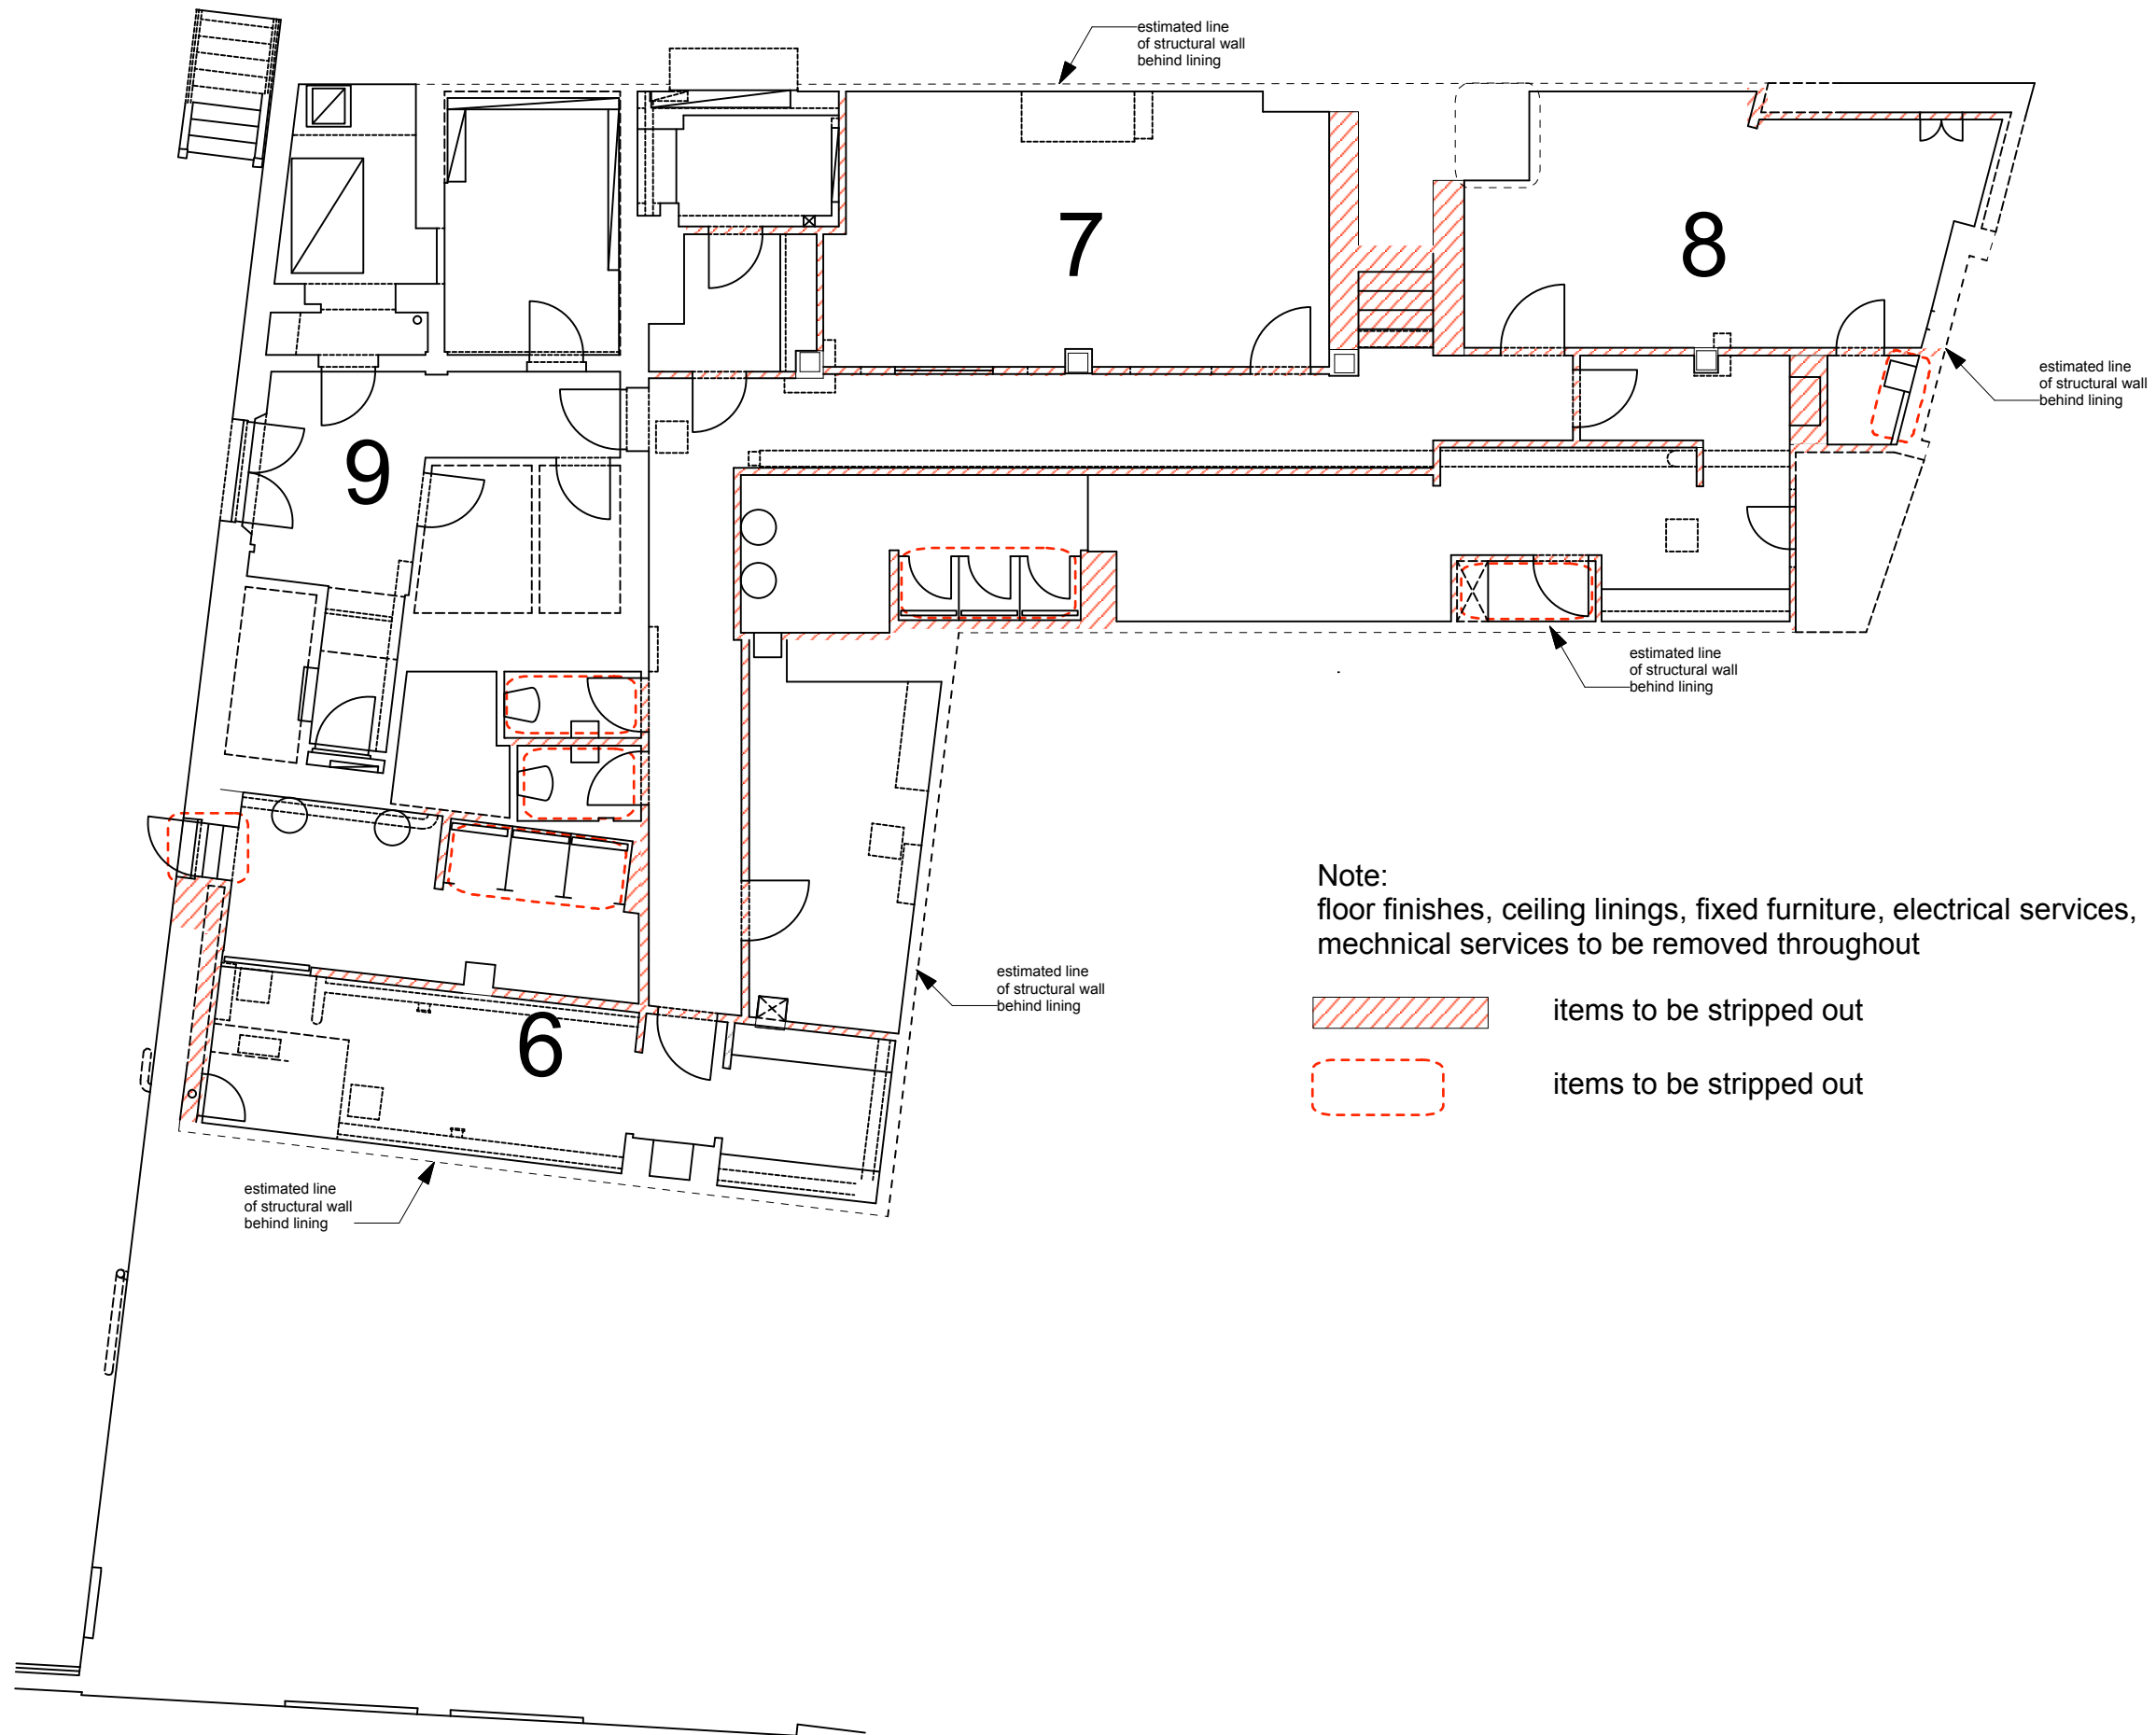 estimated line
of structural wall
behind lining
7
8
9
estimated line
of structural wall
behind lining
estimated line
of structural wall
behind lining
Note:
floor finishes, ceiling linings, fixed furniture, electrical services,
mechnical services to be removed throughout
estimated line
of structural wall
behind lining
items to be stripped out
6
items to be stripped out
estimated line
of structural wall
behind lining